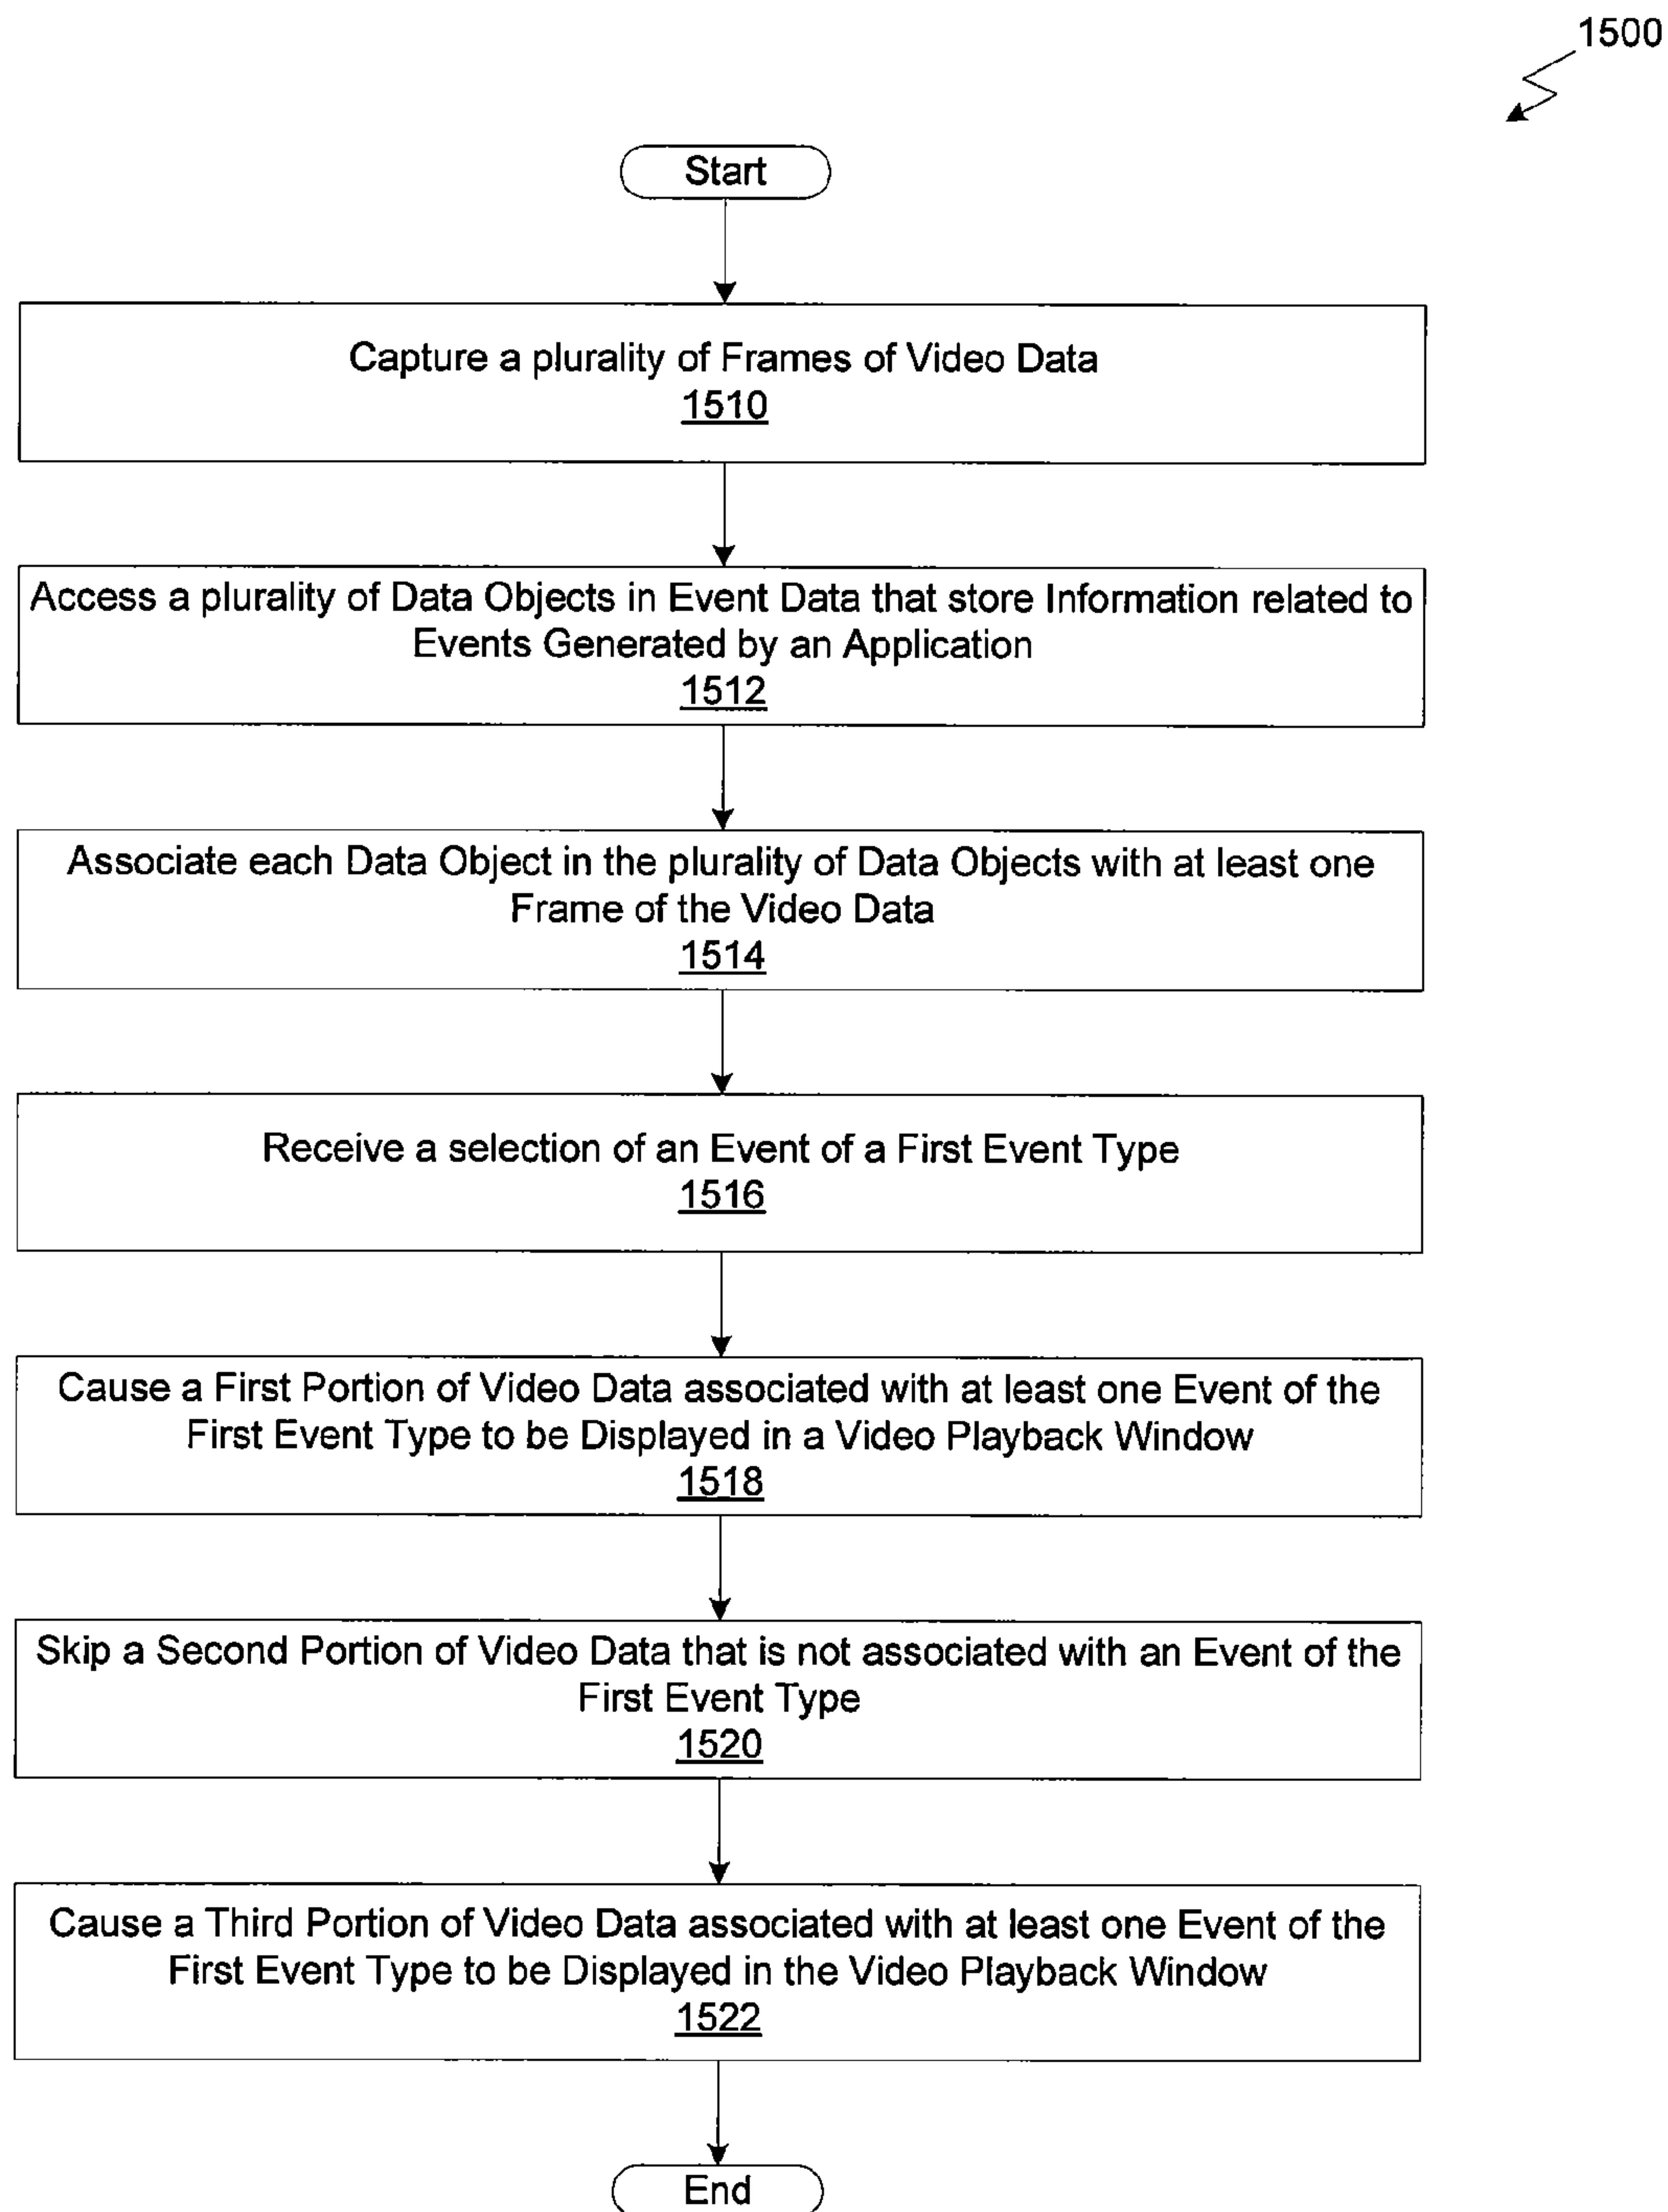 1500
Start
Capture a plurality of Frames of Video Data
1510
Access a plurality of Data Objects in Event Data that store Information related to
Events Generated by an Application
1512
Associate each Data Object in the plurality of Data Objects with at least one
Frame of the Video Data
1514
Receive a selection of an Event of a First Event Type
1516
Cause a First Portion of Video Data associated with at least one Event of the
First Event Type to be Displayed in a Video Playback Window
1518
Skip a Second Portion of Video Data that is not associated with an Event of the
First Event Type
1520
Cause a Third Portion of Video Data associated with at least one Event of the
First Event Type to be Displayed in the Video Playback Window
1522
End